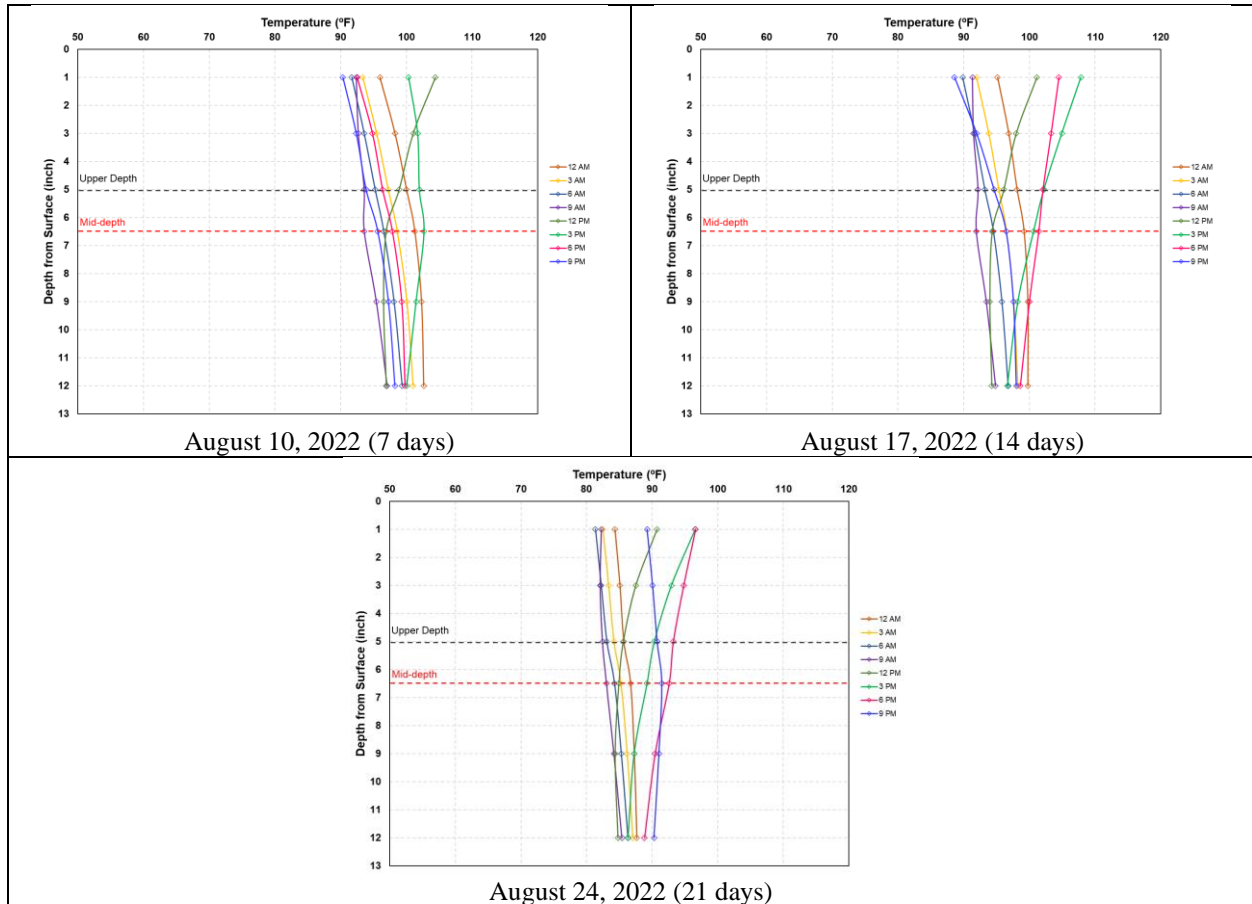 Temperature (ºF)
50 60 70 80 90 100 110 120
0
1
2
3
4
5
6
7
8
9
10
11
12
13
Depth from Surface (inch)
Upper Depth
Mid-depth
12 AM
3 AM
6 AM
9 AM
12 PM
3 PM
6 PM
9 PM
August 10, 2022 (7 days)
Temperature (ºF)
50 60 70 80 90 100 110 120
0
1
2
3
4
5
6
7
8
9
10
11
12
13
Depth from Surface (inch)
Upper Depth
Mid-depth
12 AM
3 AM
6 AM
9 AM
12 PM
3 PM
6 PM
9 PM
August 17, 2022 (14 days)
Temperature (ºF)
50 60 70 80 90 100 110 120
0
1
2
3
4
5
6
7
8
9
10
11
12
13
Depth from Surface (inch)
Upper Depth
Mid-depth
12 AM
3 AM
6 AM
9 AM
12 PM
3 PM
6 PM
9 PM
August 24, 2022 (21 days)